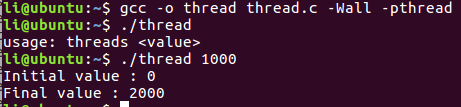 li@ubuntu:~$ gcc -o thread thread.c -Wall -pthread
li@ubuntu:~$ ./thread
usage: threads <value>
li@ubuntu:~$ ./thread 1000
Initial value : 0
Final value : 2000
li@ubuntu:~$